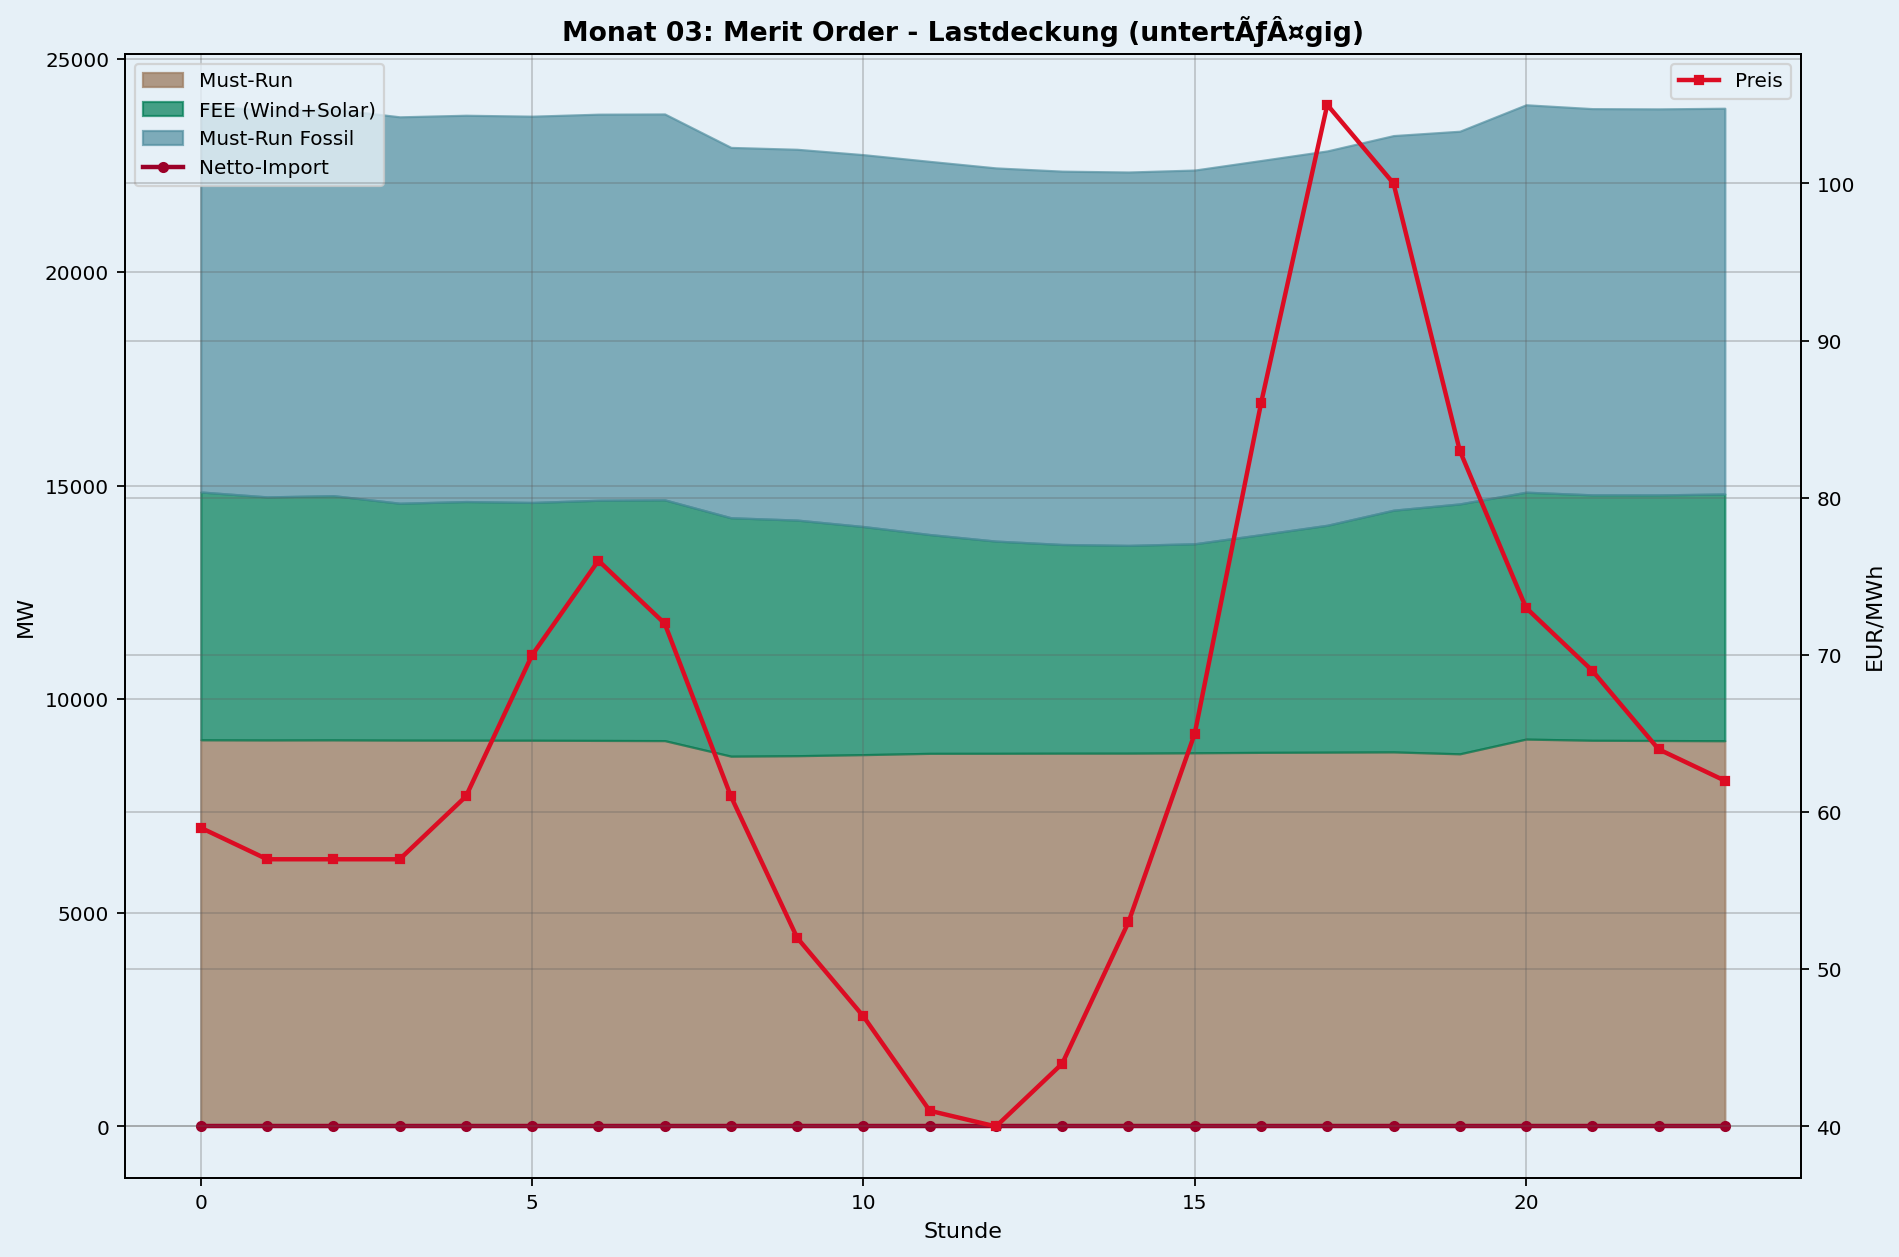 Monat 03: Merit Order - Lastdeckung (untertÃƒÂ¤gig)
25000
20000
15000
10000
5000
0
MW
Must-Run
FEE (Wind+Solar)
Must-Run Fossil
Netto-Import
Preis
100
90
80
70
60
50
40
EUR/MWh
0 5 10 15 20
Stunde